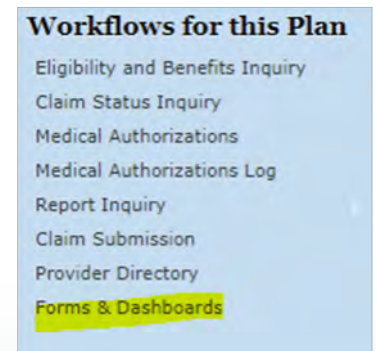 Workflows for this Plan
Eligibility and Benefits Inquiry
Claim Status Inquiry
Medical Authorizations
Medical Authorizations Log
Report Inquiry
Claim Submission
Provider Directory
Forms & Dashboards